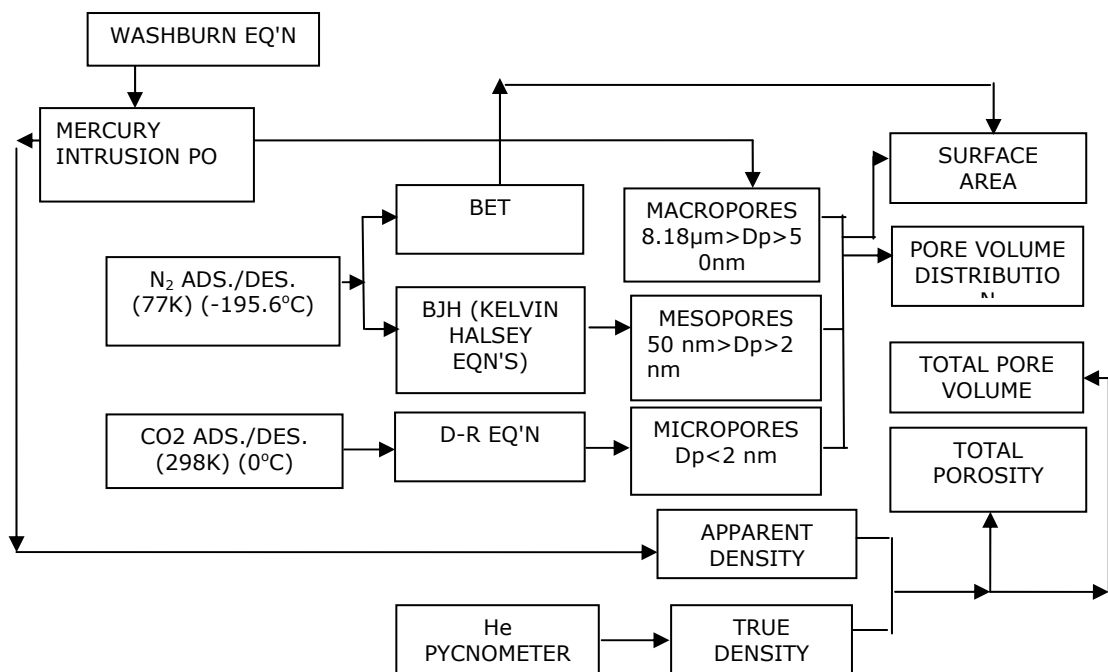 WASHBURN EQ'N
MERCURY
INTRUSION PO
BET
N₂ ADS./DES.
(77K) (-195.6ºC)
BJH (KELVIN
HALSEY
EQN'S)
CO2 ADS./DES.
(298K) (0ºC)
D-R EQ'N
MACROPORES
8.18µm>Dp>5
0nm
MESOPORES
50 nm>Dp>2
nm
MICROPORES
Dp<2 nm
SURFACE
AREA
PORE VOLUME
DISTRIBUTIO
N
TOTAL PORE
VOLUME
TOTAL
POROSITY
APPARENT
DENSITY
He
PYCNOMETER
TRUE
DENSITY